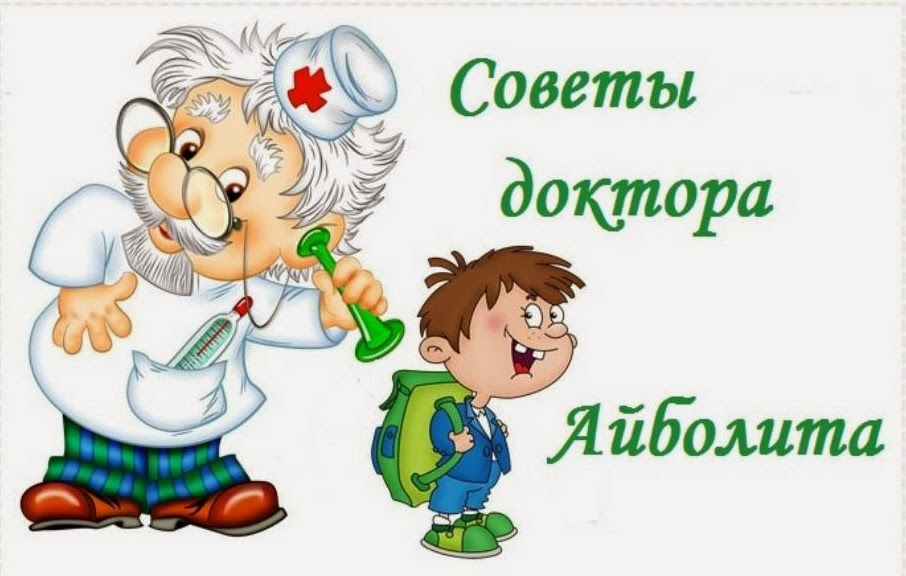 Советы
доктора
Айболита